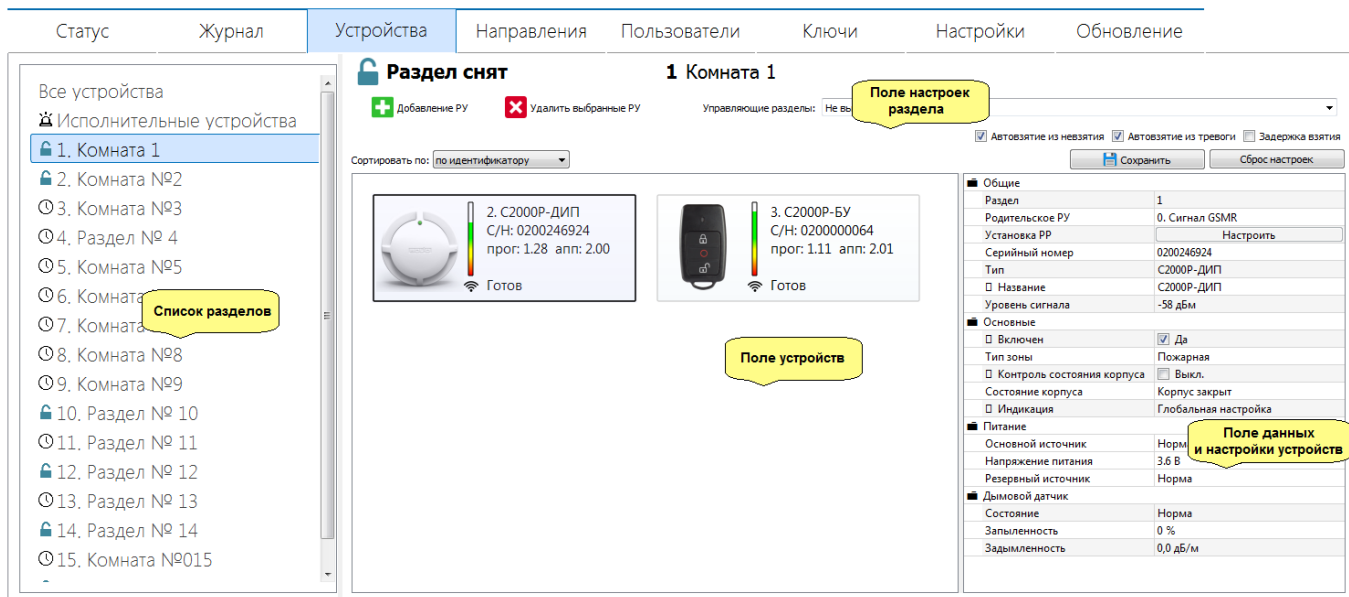 Статус Журнал Устройства Направления Пользователи Ключи Настройки Обновление
Все устройства
Исполнительные устройства
1. Комната 1
2. Комната №2
3. Комната №3
4. Раздел № 4
5. Комната №5
6. Комната
7. Комната
8. Комната №8
9. Комната №9
10. Раздел № 10
11. Раздел № 11
12. Раздел № 12
13. Раздел № 13
14. Раздел № 14
15. Комната №015
Список разделов
Раздел снят 1 Комната 1
Добавление РУ Удалить выбранные РУ Управляющие разделы: Не вы
Поле настроек
раздела
Автовзятие из невзятия Автовзятие из тревоги Задержка взятия
Сортировать по: по идентификатору Сохранить Сброс настроек
2. С2000Р-ДИП
С/Н: 0200246924
прог: 1.28 апп: 2.00
Готов
3. С2000Р-БУ
С/Н: 0200000064
прог: 1.11 апп: 2.01
Готов
Поле устройств
Общие
Раздел 1
Родительское РУ 0. Сигнал GSMR
Установка РР Настроить
Серийный номер 0200246924
Тип С2000Р-ДИП
Название С2000Р-ДИП
Уровень сигнала -58 дБм
Основные
Включен Да
Тип зоны Пожарная
Контроль состояния корпуса Выкл.
Состояние корпуса Корпус закрыт
Индикация Глобальная настройка
Питание
Основной источник Норм
Напряжение питания 3.6 В
Резервный источник Норма
Дымовой датчик
Состояние Норма
Запыленность 0 %
Задымленность 0,0 дБ/м
Поле данных
и настройки устройств